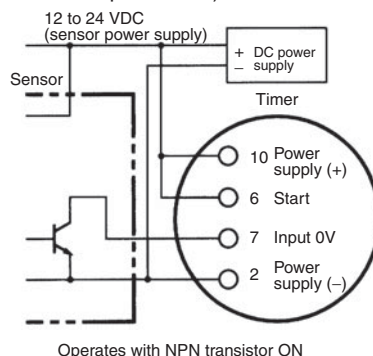 12 to 24 VDC
(sensor power supply)
+ DC power
– supply
Sensor
Timer
10 Power
supply (+)
6 Start
7 Input 0V
2 Power
supply (–)
Operates with NPN transistor ON